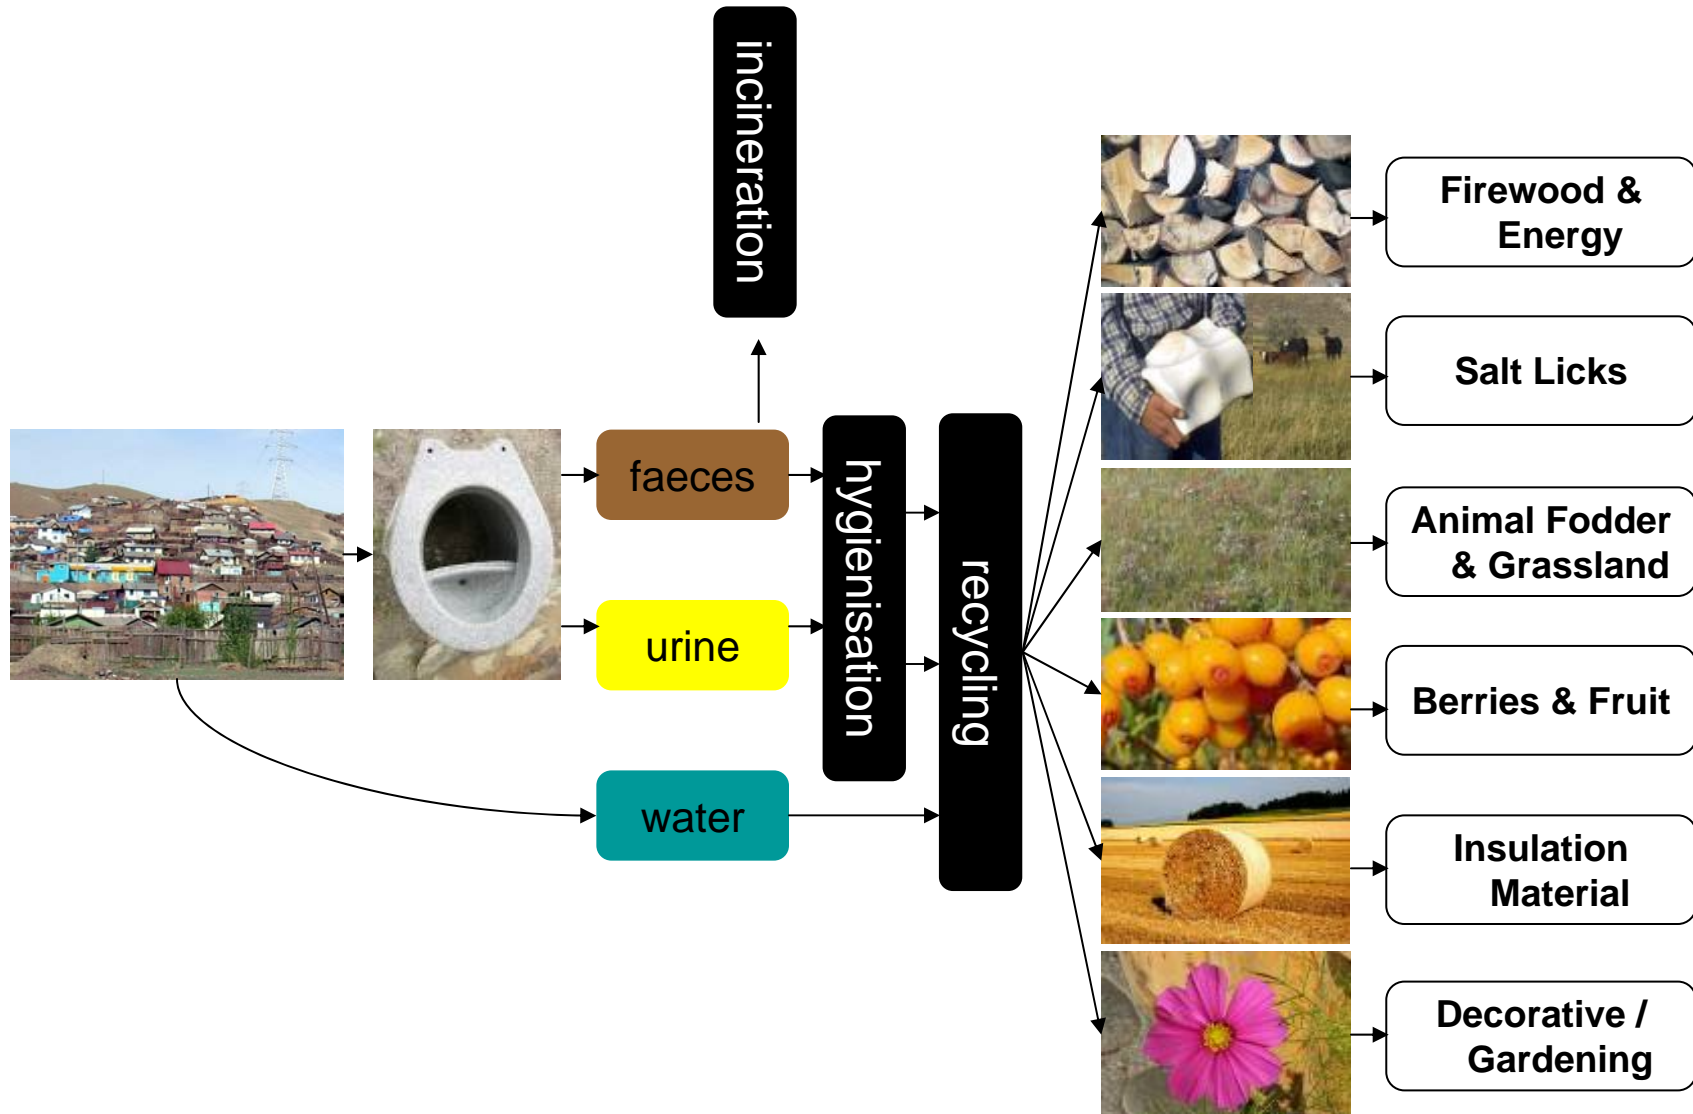 incineration
faeces
urine
water
hygienisation
recycling
Firewood &
Energy
Salt Licks
Animal Fodder
& Grassland
Berries & Fruit
Insulation
Material
Decorative /
Gardening